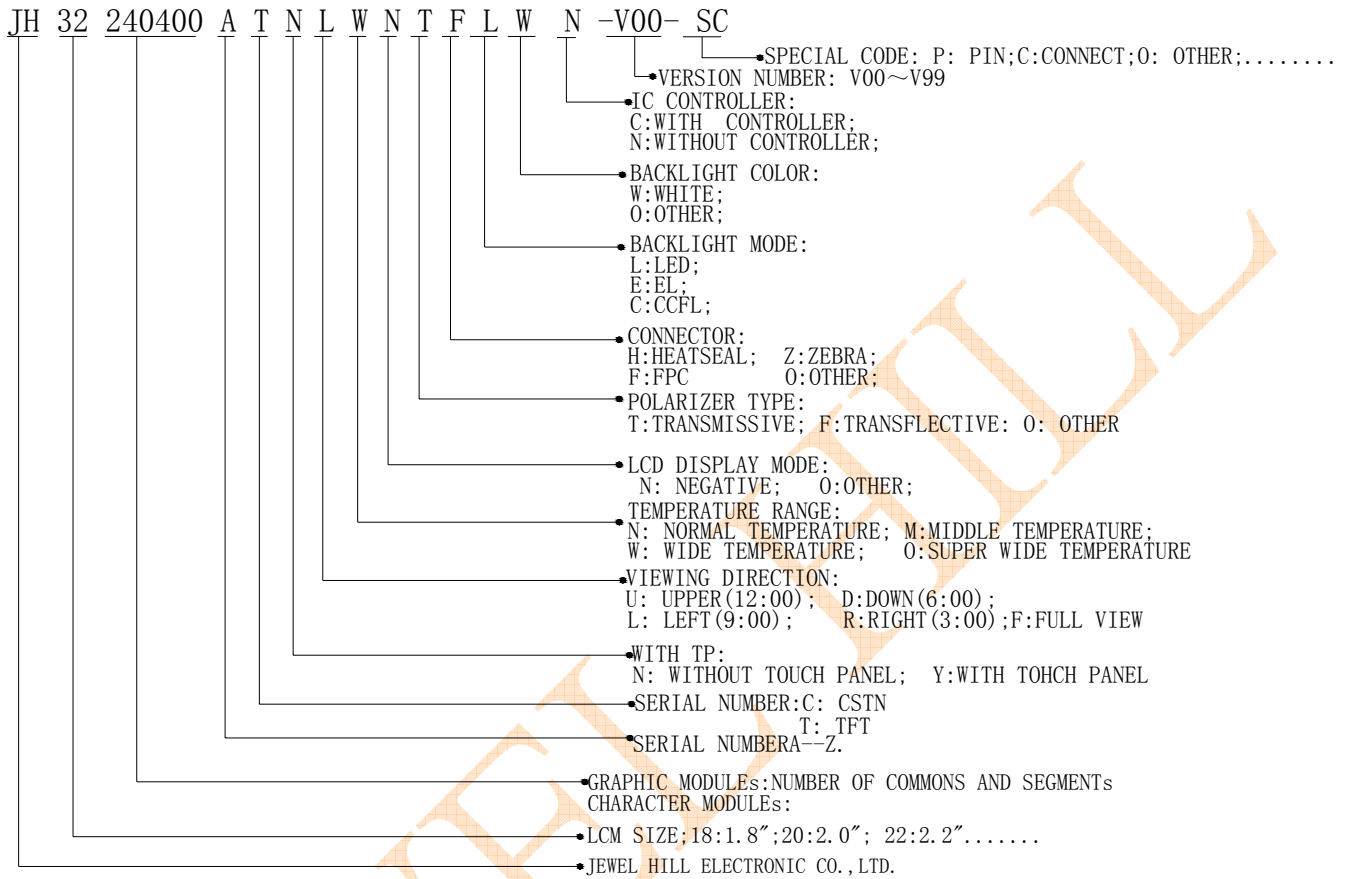 JH 32 240400 A T N L W N T F L W N -V00- SC
SPECIAL CODE: P: PIN;C:CONNECT;O: OTHER;........
VERSION NUMBER: V00～V99
IC CONTROLLER:
C:WITH CONTROLLER;
N:WITHOUT CONTROLLER;
BACKLIGHT COLOR:
W:WHITE;
O:OTHER;
BACKLIGHT MODE:
L:LED;
E:EL;
C:CCFL;
CONNECTOR:
H:HEATSEAL; Z:ZEBRA;
F:FPC O:OTHER;
POLARIZER TYPE:
T:TRANSMISSIVE; F:TRANSFLECTIVE: O: OTHER
LCD DISPLAY MODE:
N: NEGATIVE; O:OTHER;
TEMPERATURE RANGE:
N: NORMAL TEMPERATURE; M:MIDDLE TEMPERATURE;
W: WIDE TEMPERATURE; O:SUPER WIDE TEMPERATURE
VIEWING DIRECTION:
U: UPPER(12:00); D:DOWN(6:00);
L: LEFT(9:00); R:RIGHT(3:00);F:FULL VIEW
WITH TP:
N: WITHOUT TOUCH PANEL; Y:WITH TOHCH PANEL
SERIAL NUMBER:C: CSTN
T: TFT
SERIAL NUMBERA--Z.
GRAPHIC MODULEs:NUMBER OF COMMONS AND SEGMENTs
CHARACTER MODULEs:
LCM SIZE;18:1.8″;20:2.0″; 22:2.2″.......
JEWEL HILL ELECTRONIC CO.,LTD.
EL HILL